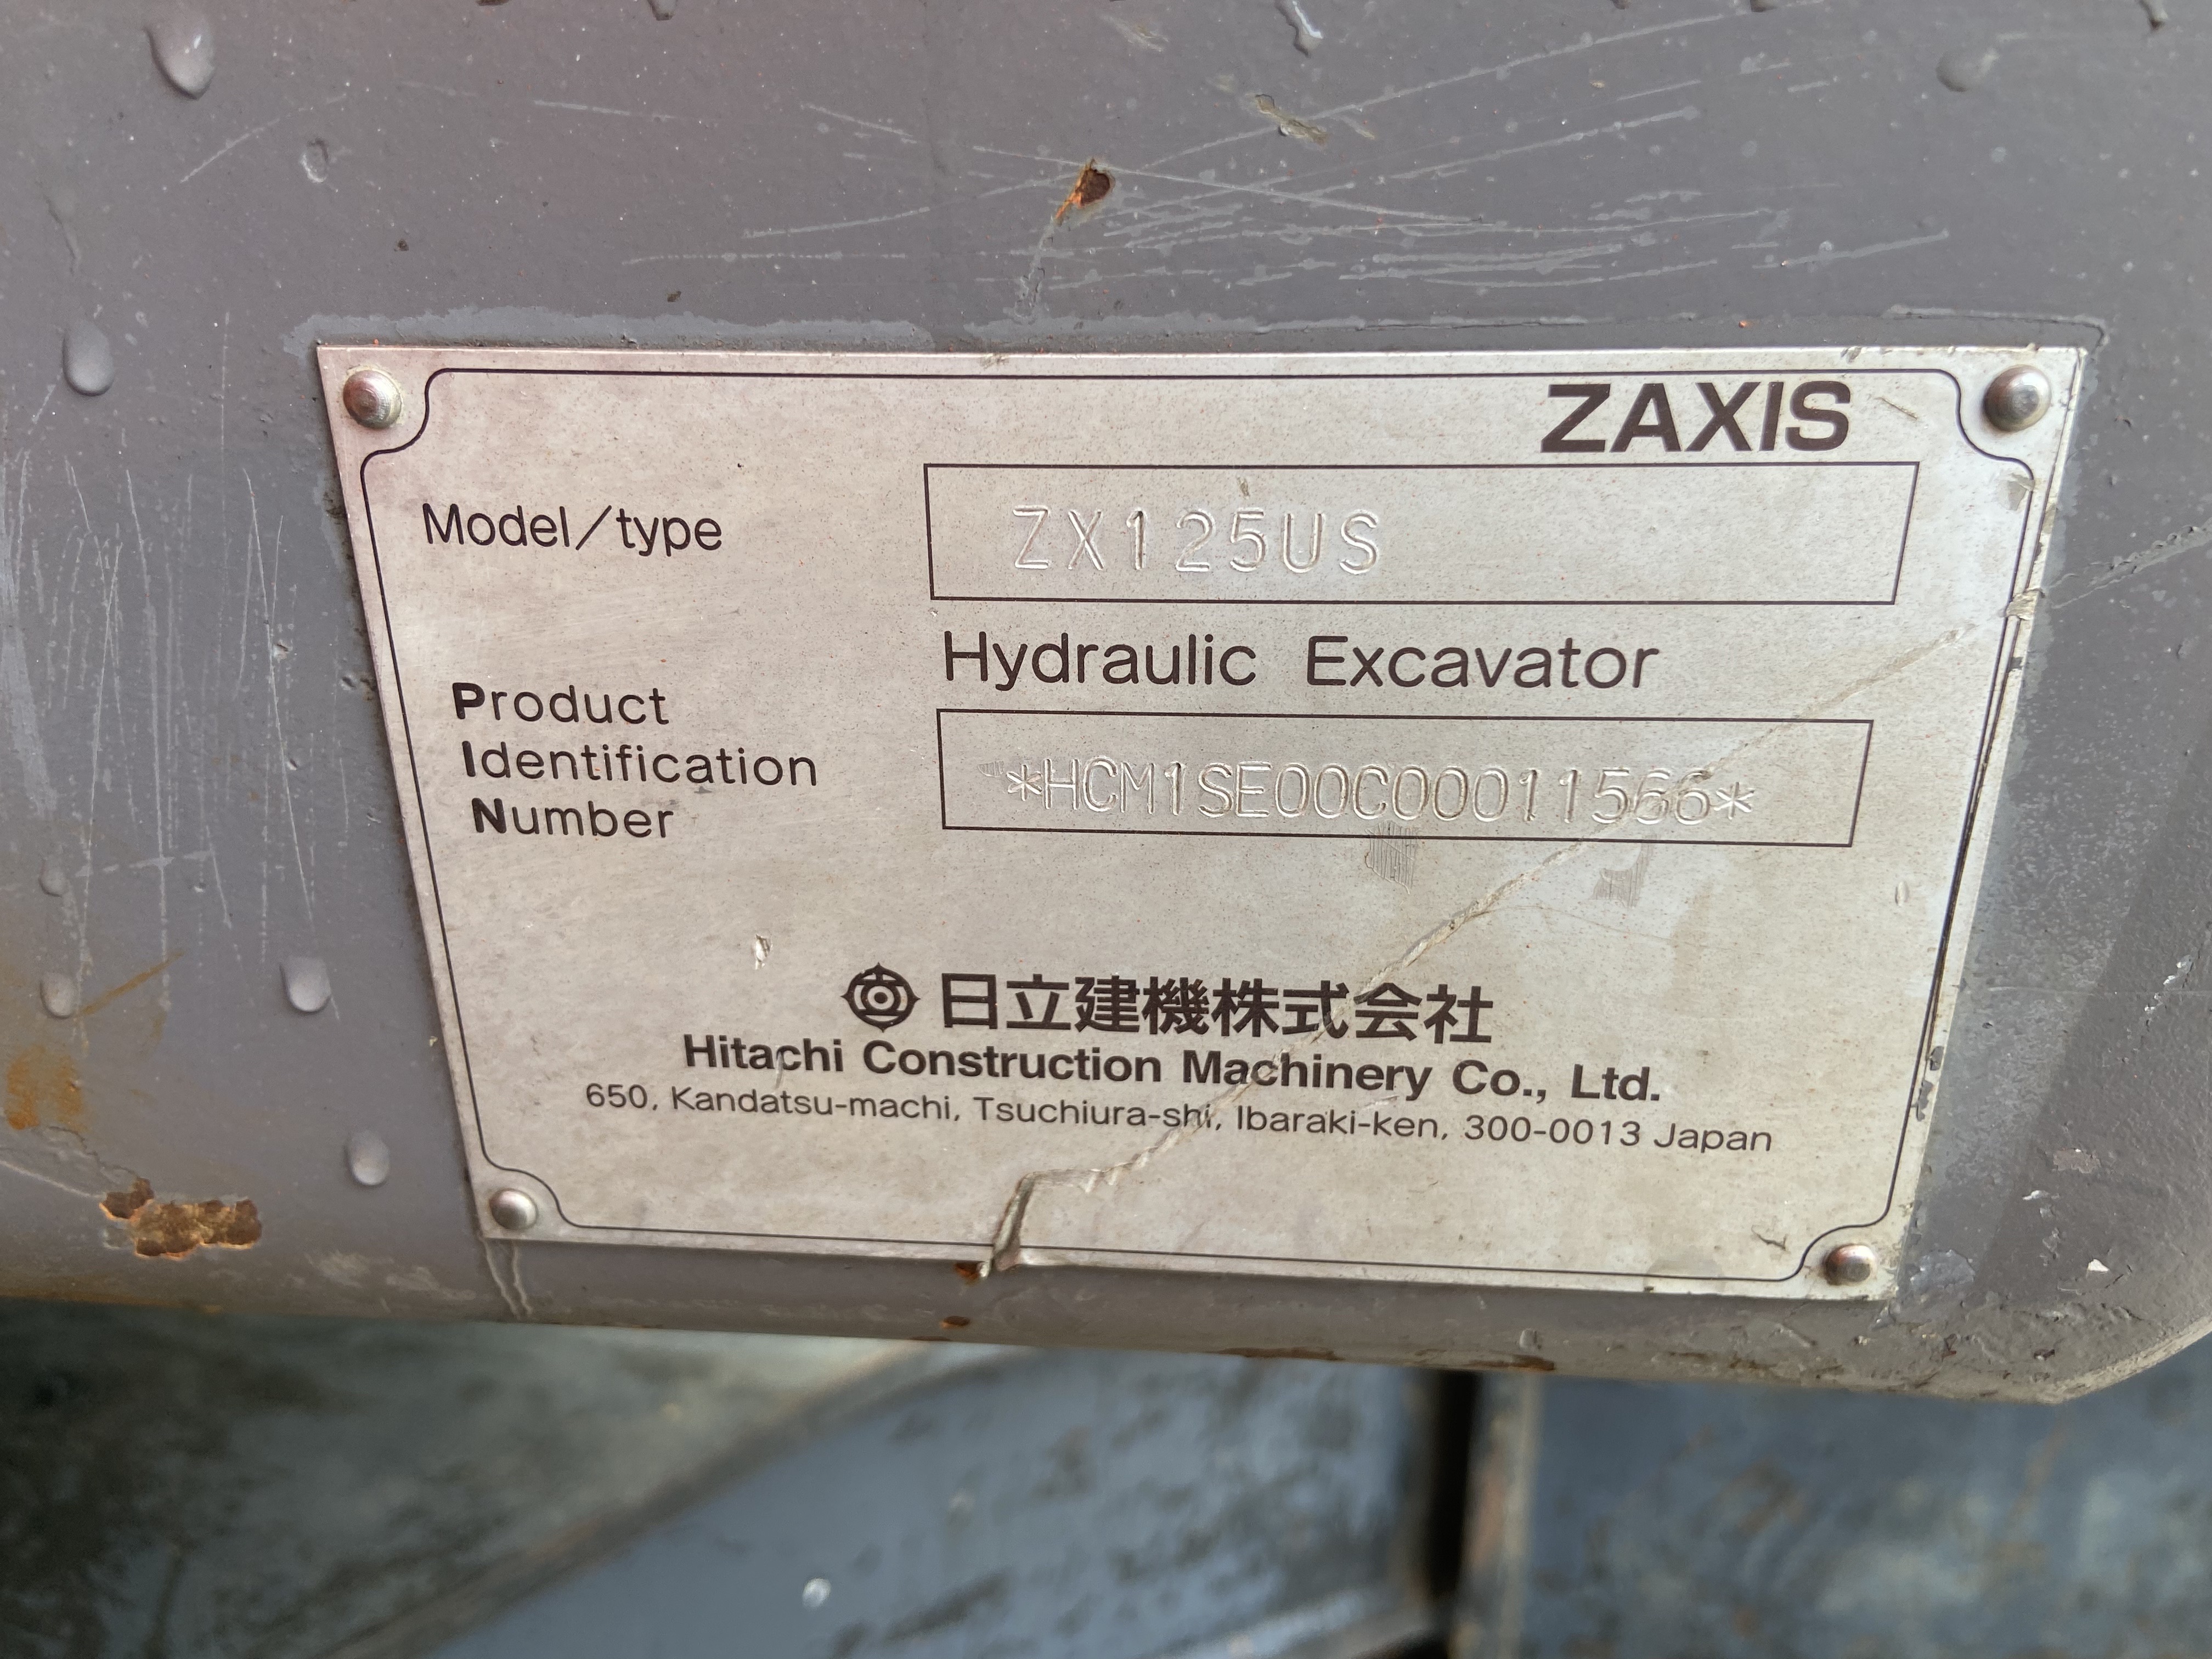 ZAXIS
Model/type
ZX125US
Hydraulic Excavator
Product
Identification
Number
*HCM1SE00C00011566*
日立建機株式会社
Hitachi Construction Machinery Co., Ltd.
650, Kandatsu-machi, Tsuchiura-shi, Ibaraki-ken, 300-0013 Japan